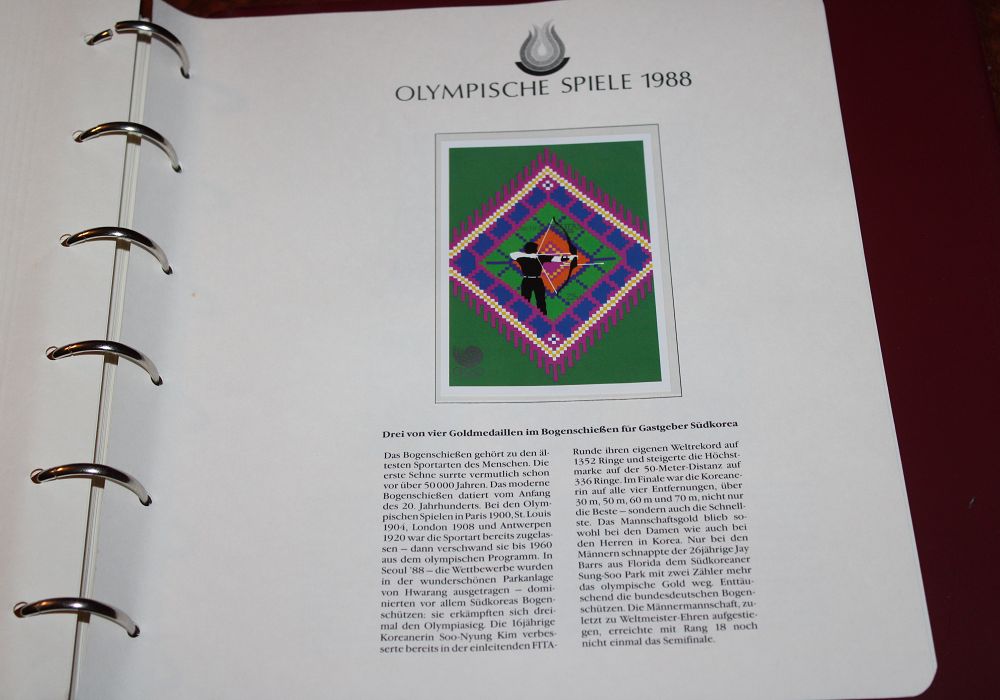 OLYMPISCHE SPIELE 1988
Drei von vier Goldmedaillen im Bogenschießen für Gastgeber Südkorea
Das Bogenschießen gehört zu den äl-
testen Sportarten des Menschen. Die
erste Sehne surrte vermutlich schon
vor über 50000 Jahren. Das moderne
Bogenschießen datiert vom Anfang
des 20. Jahrhunderts. Bei den Olym-
pischen Spielen in Paris 1900, St. Louis
1904, London 1908 und Antwerpen
1920 war die Sportart bereits zugelas-
sen – dann verschwand sie bis 1960
aus dem olympischen Programm. In
Seoul '88 – die Wettbewerbe wurden
in der wunderschönen Parkanlage
von Hwarang ausgetragen – domi-
nierten vor allem Südkoreas Bogen-
schützen: sie erkämpften sich drei-
mal den Olympiasieg. Die 16jährige
Koreanerin Soo-Nyung Kim verbes-
serte bereits in der einleitenden FITA-
Runde ihren eigenen Weltrekord auf
1352 Ringe und steigerte die Höchst-
marke auf der 50-Meter-Distanz auf
336 Ringe. Im Finale war die Koreane-
rin auf alle vier Entfernungen, über
30 m, 50 m, 60 m und 70 m, nicht nur
die Beste – sondern auch die Schnell-
ste. Das Mannschaftsgold blieb so-
wohl bei den Damen wie auch bei
den Herren in Korea. Nur bei den
Männern schnappte der 26jährige Jay
Barrs aus Florida dem Südkoreaner
Sung-Soo Park mit zwei Zähler mehr
das olympische Gold weg. Enttäu-
schend die bundesdeutschen Bogen-
schützen. Die Männermannschaft, zu-
letzt zu Weltmeister-Ehren aufgestie-
gen, erreichte mit Rang 18 noch
nicht einmal das Semifinale.